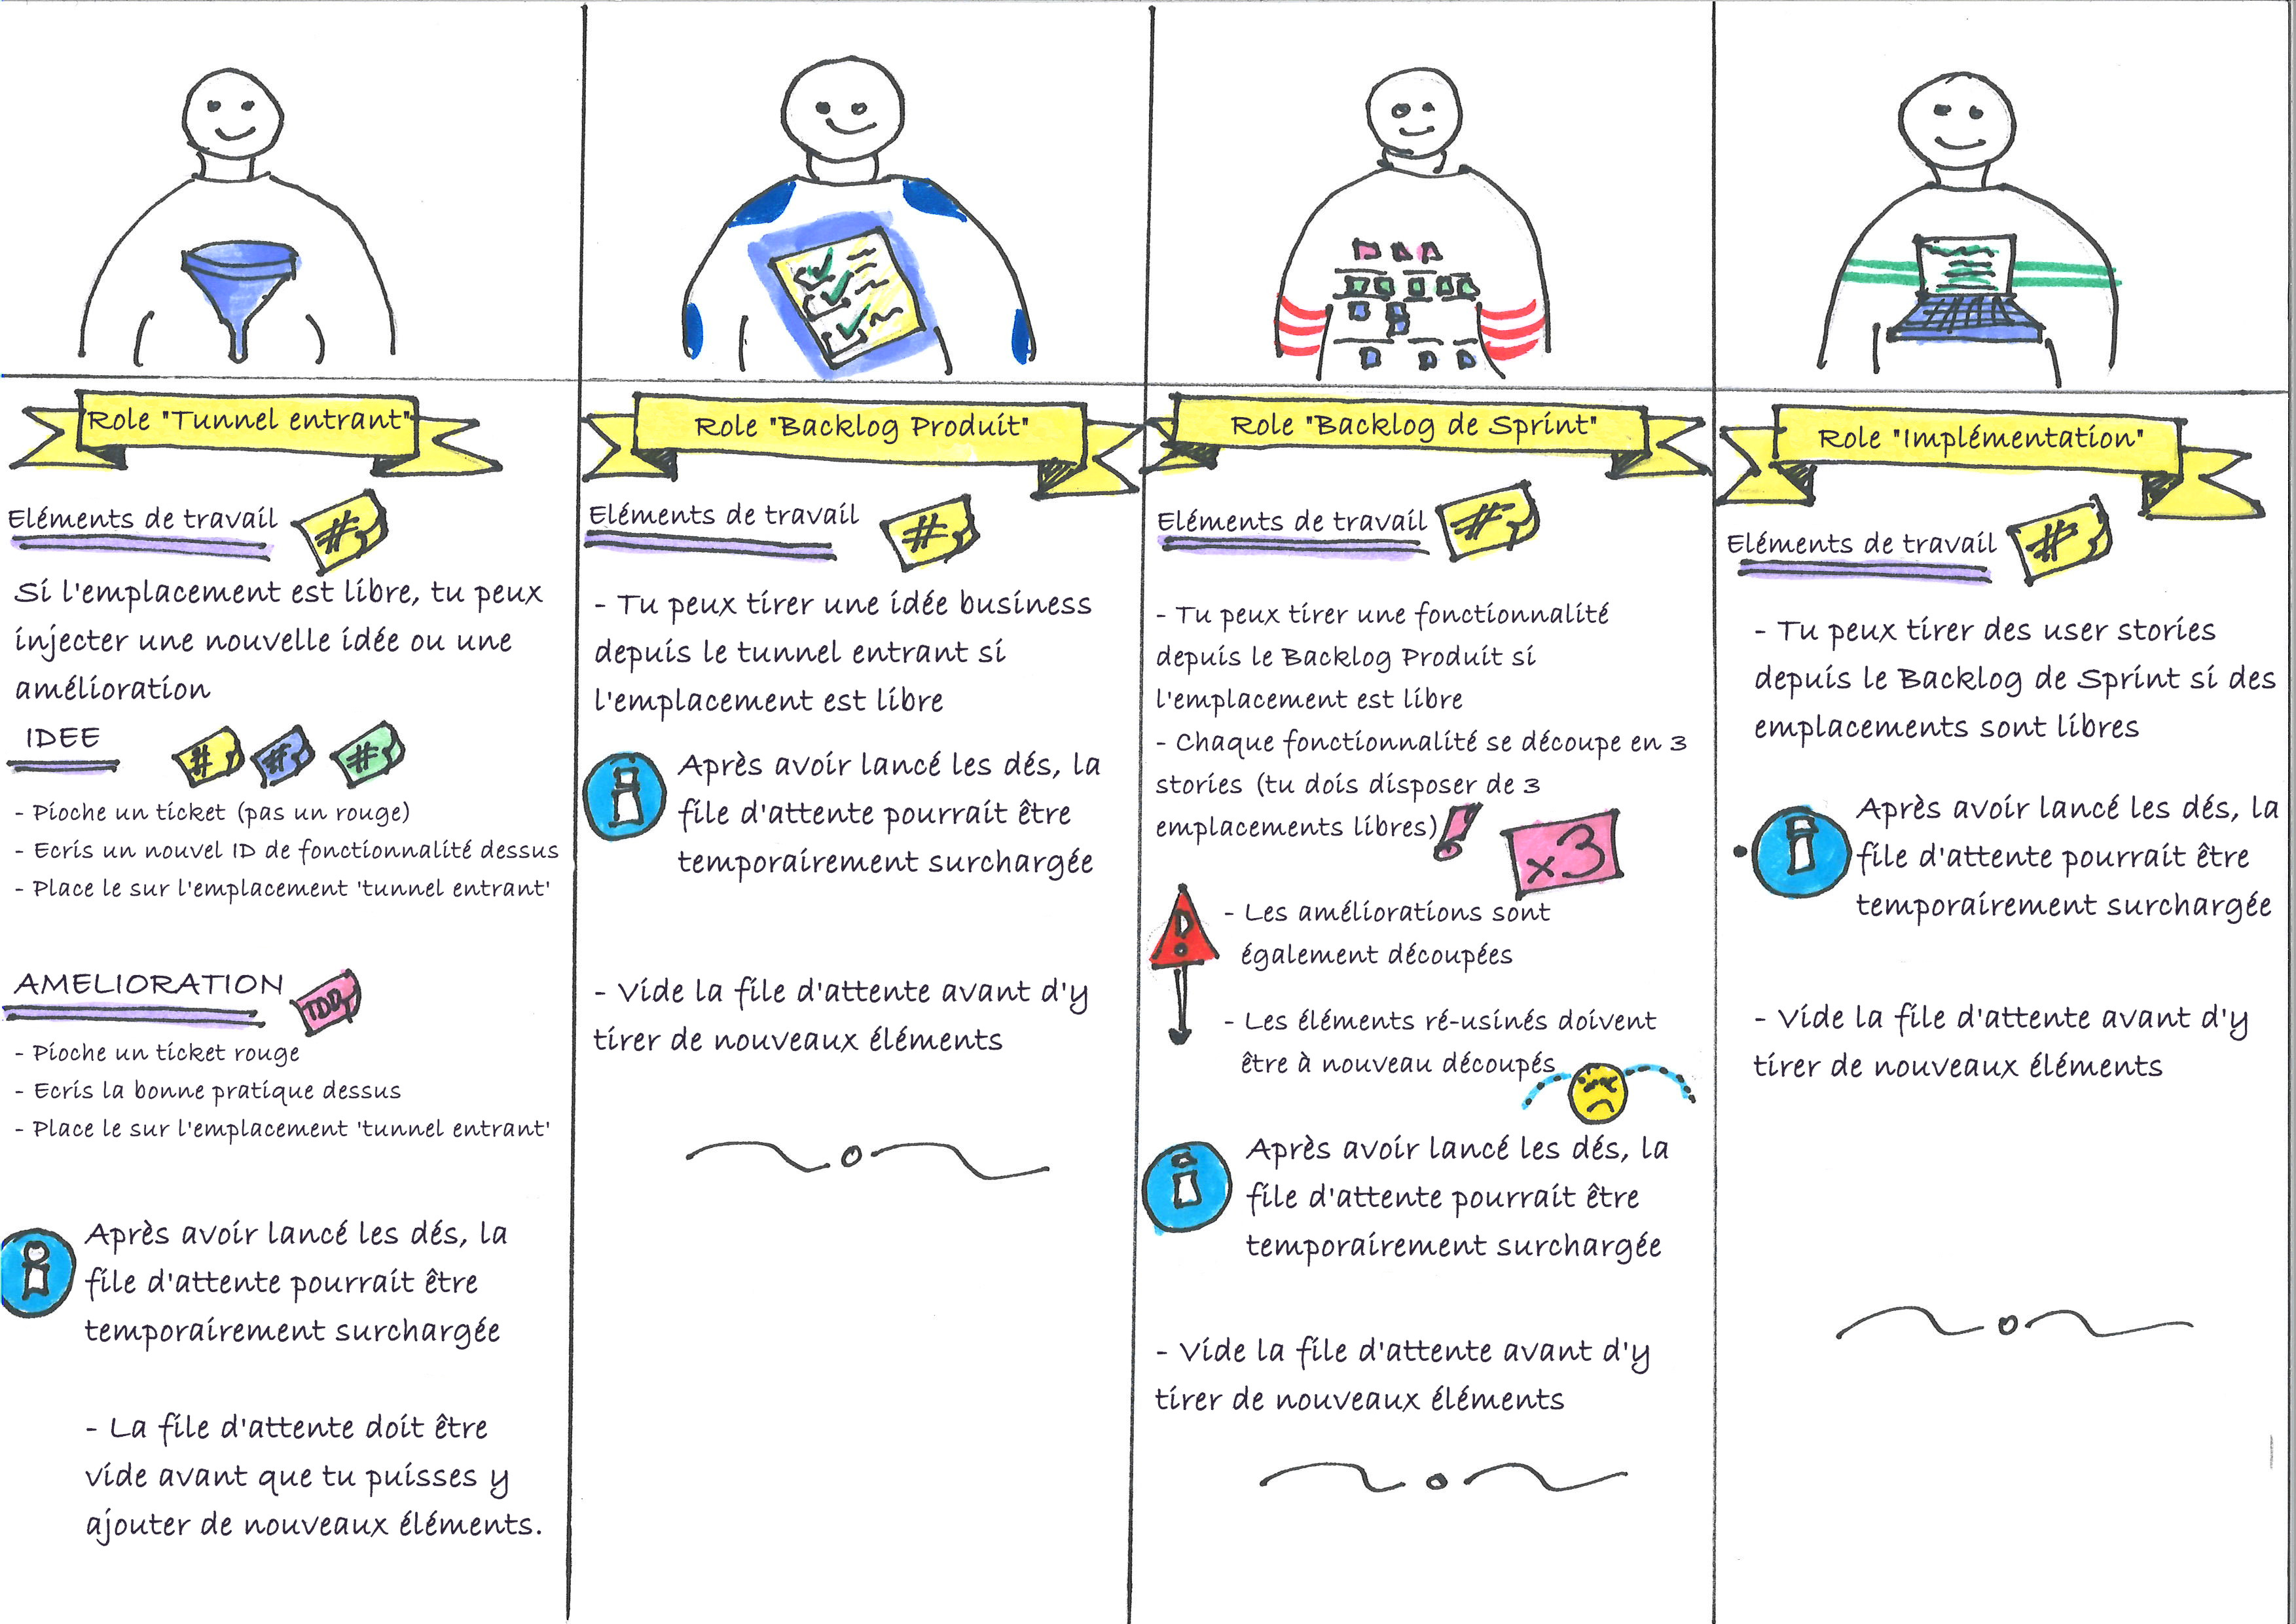 Role "Tunnel entrant"
Eléments de travail
#
Si l'emplacement est libre, tu peux
injecter une nouvelle idée ou une
amélioration
IDEE
# # #
- Pioche un ticket (pas un rouge)
- Ecris un nouvel ID de fonctionnalité dessus
- Place le sur l'emplacement 'tunnel entrant'
AMELIORATION
TDD
- Pioche un ticket rouge
- Ecris la bonne pratique dessus
- Place le sur l'emplacement 'tunnel entrant'
i
Après avoir lancé les dés, la
file d'attente pourrait être
temporairement surchargée
- La file d'attente doit être
vide avant que tu puisses y
ajouter de nouveaux éléments.
Role "Backlog Produit"
Eléments de travail
#
- Tu peux tirer une idée business
depuis le tunnel entrant si
l'emplacement est libre
i
Après avoir lancé les dés, la
file d'attente pourrait être
temporairement surchargée
- Vide la file d'attente avant d'y
tirer de nouveaux éléments
Role "Backlog de Sprint"
Eléments de travail
#
- Tu peux tirer une fonctionnalité
depuis le Backlog Produit si
l'emplacement est libre
- Chaque fonctionnalité se découpe en 3
stories (tu dois disposer de 3
emplacements libres) !
x3
!
- Les améliorations sont
également découpées
- Les éléments ré-usinés doivent
être à nouveau découpés
i
Après avoir lancé les dés, la
file d'attente pourrait être
temporairement surchargée
- Vide la file d'attente avant d'y
tirer de nouveaux éléments
Role "Implémentation"
Eléments de travail
#
- Tu peux tirer des user stories
depuis le Backlog de Sprint si des
emplacements sont libres
i
Après avoir lancé les dés, la
file d'attente pourrait être
temporairement surchargée
- Vide la file d'attente avant d'y
tirer de nouveaux éléments